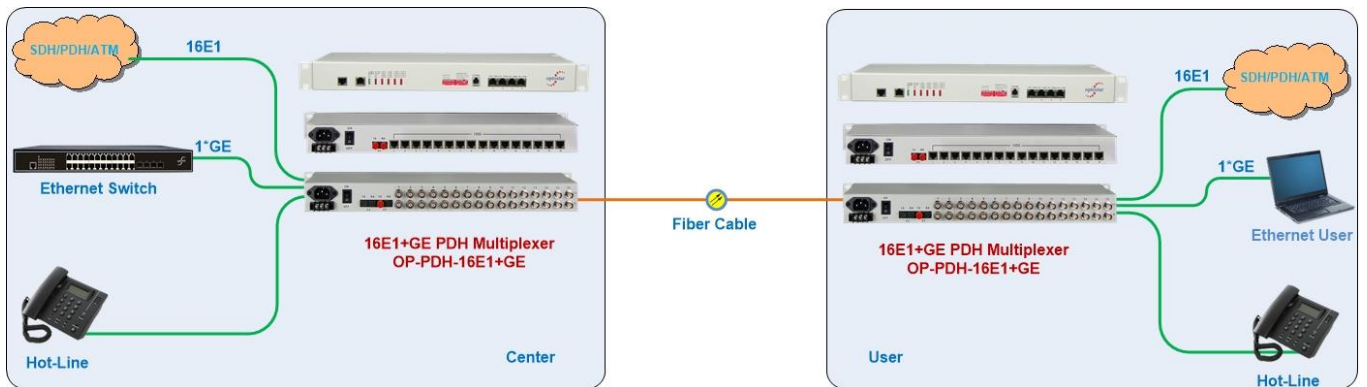 SDH/PDH/ATM
16E1
1*GE
Ethernet Switch
Hot-Line
16E1+GE PDH Multiplexer
OP-PDH-16E1+GE
Center
Fiber Cable
16E1+GE PDH Multiplexer
OP-PDH-16E1+GE
User
16E1
SDH/PDH/ATM
1*GE
Ethernet User
Hot-Line